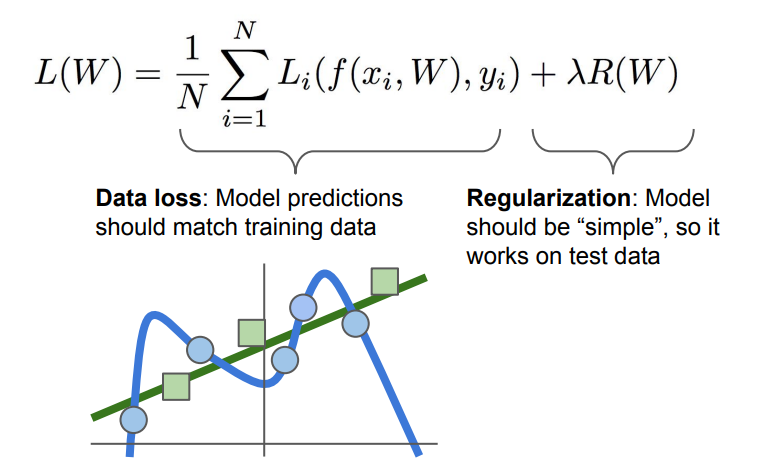 L(W) = \frac{1}{N} \sum_{i=1}^{N} L_i(f(x_i, W), y_i) + λR(W)
Data loss: Model predictions
should match training data
Regularization: Model
should be “simple”, so it
works on test data